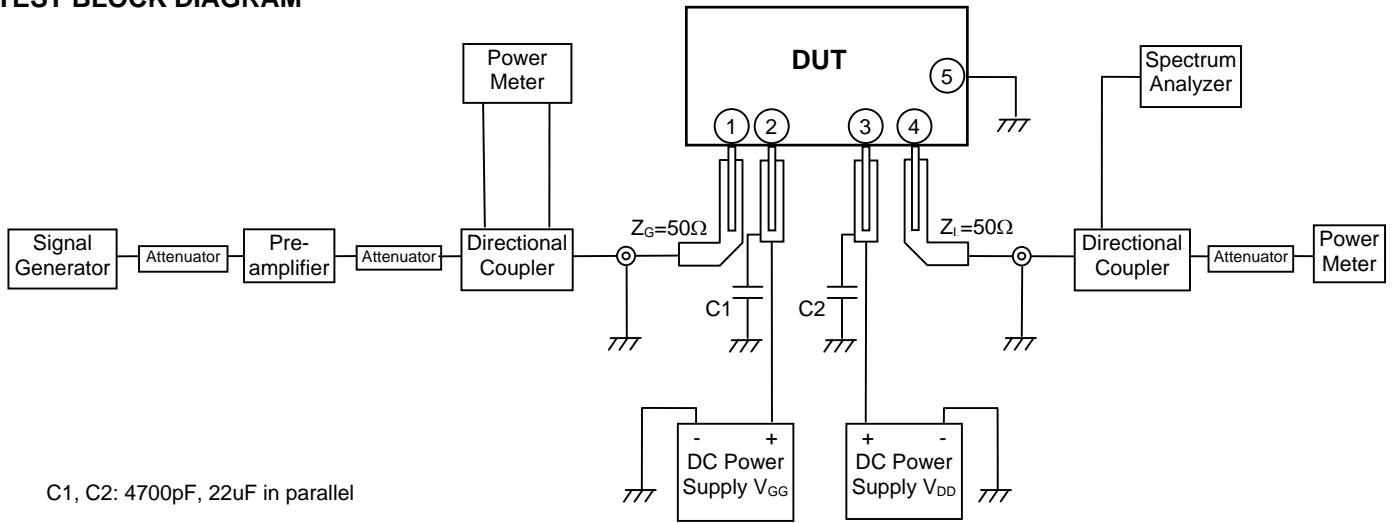 TEST BLOCK DIAGRAM
Power
Meter
DUT
5
Spectrum
Analyzer
1
2
3
4
Signal
Generator
Attenuator
Pre-
amplifier
Attenuator
Directional
Coupler
ZG=50Ω
C1
C2
ZL=50Ω
Directional
Coupler
Attenuator
Power
Meter
- +
DC Power
Supply VGG
+ -
DC Power
Supply VDD
C1, C2: 4700pF, 22uF in parallel